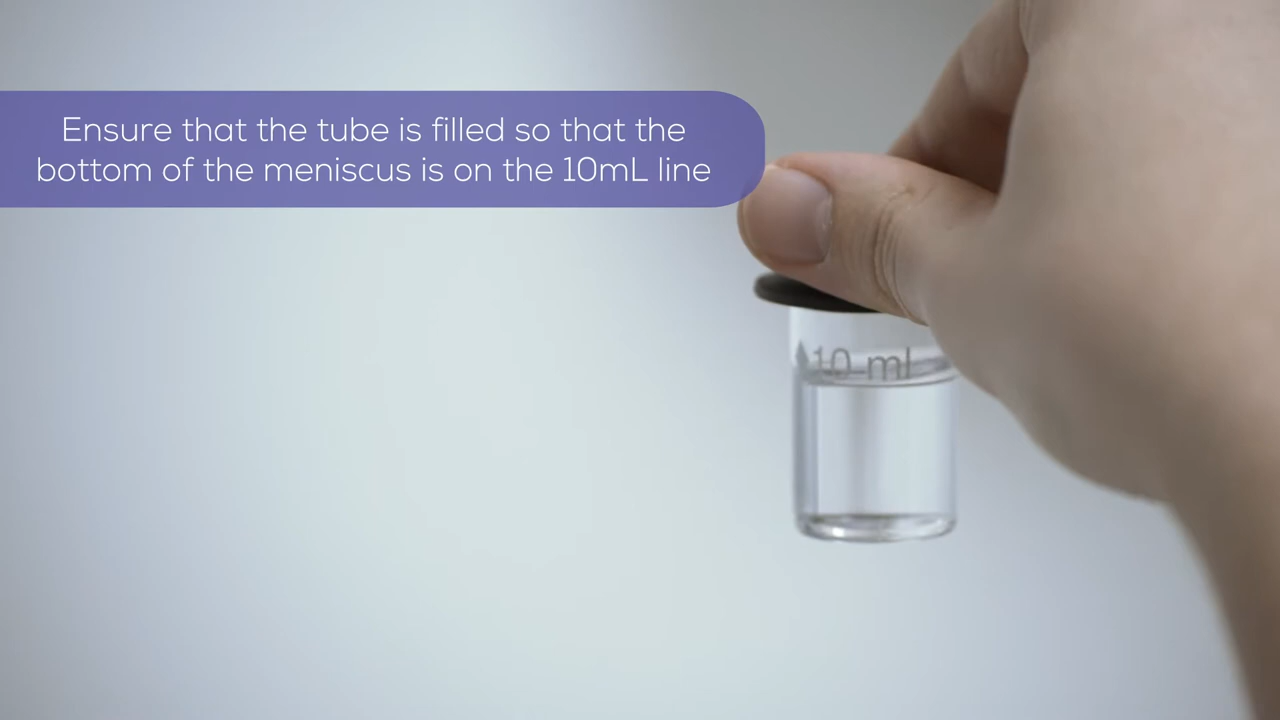 Ensure that the tube is filled so that the
bottom of the meniscus is on the 10mL line
10 ml